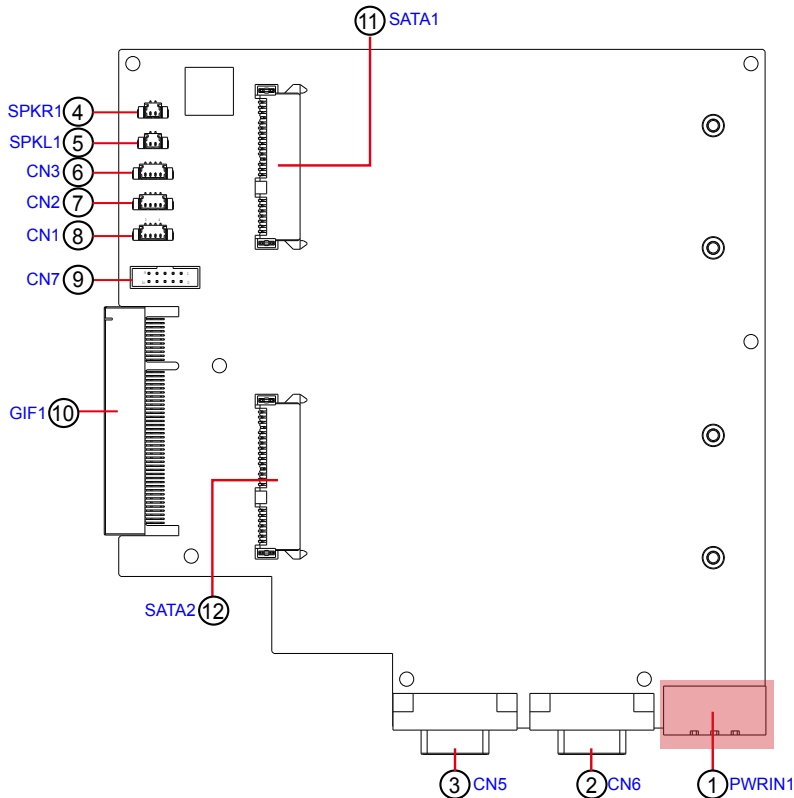 11 SATA1
SPKR1 4
SPKL1 5
CN3 6
CN2 7
CN1 8
CN7 9
GIF1 10
SATA2 12
3 CN5
2 CN6
1 PWRIN1